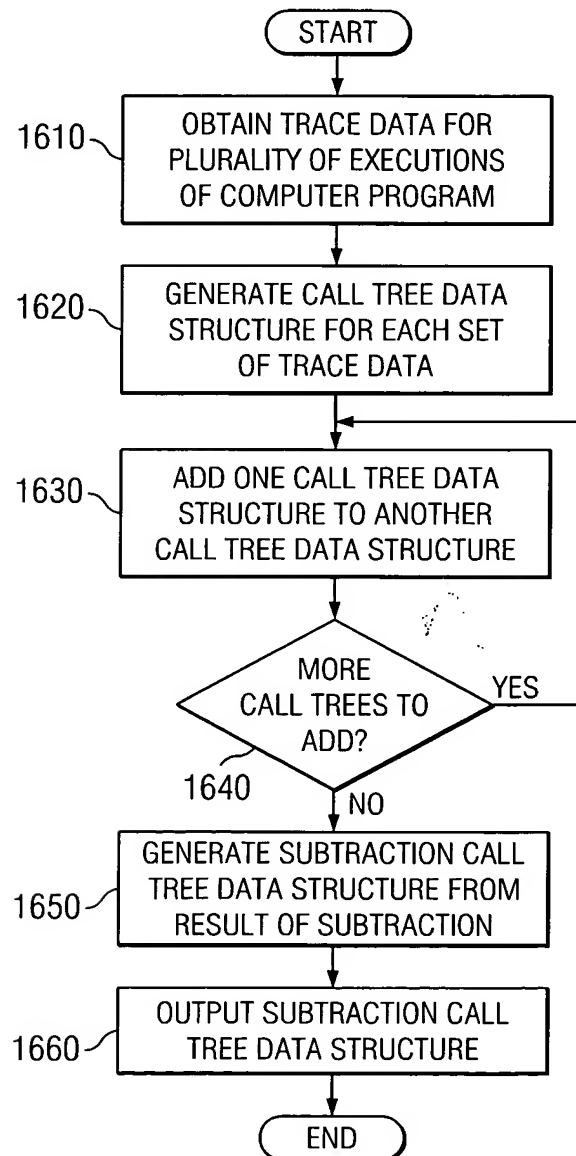 START
1610
OBTAIN TRACE DATA FOR
PLURALITY OF EXECUTIONS
OF COMPUTER PROGRAM
1620
GENERATE CALL TREE DATA
STRUCTURE FOR EACH SET
OF TRACE DATA
1630
ADD ONE CALL TREE DATA
STRUCTURE TO ANOTHER
CALL TREE DATA STRUCTURE
MORE
CALL TREES TO
ADD?
YES
1640
NO
1650
GENERATE SUBTRACTION CALL
TREE DATA STRUCTURE FROM
RESULT OF SUBTRACTION
1660
OUTPUT SUBTRACTION CALL
TREE DATA STRUCTURE
END